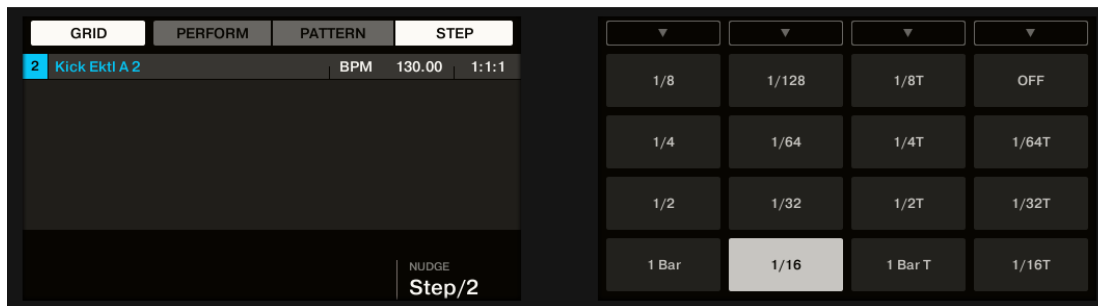 GRID PERFORM PATTERN STEP
2 Kick Ektl A 2 BPM 130.00 1:1:1
NUDGE
Step/2
1/8 1/128 1/8T OFF
1/4 1/64 1/4T 1/64T
1/2 1/32 1/2T 1/32T
1 Bar 1/16 1 Bar T 1/16T